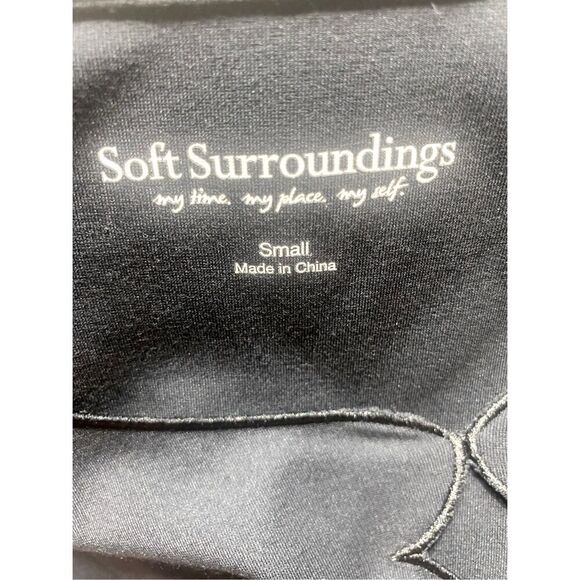 Soft Surroundings
my time. my place. my self.
Small
Made in China